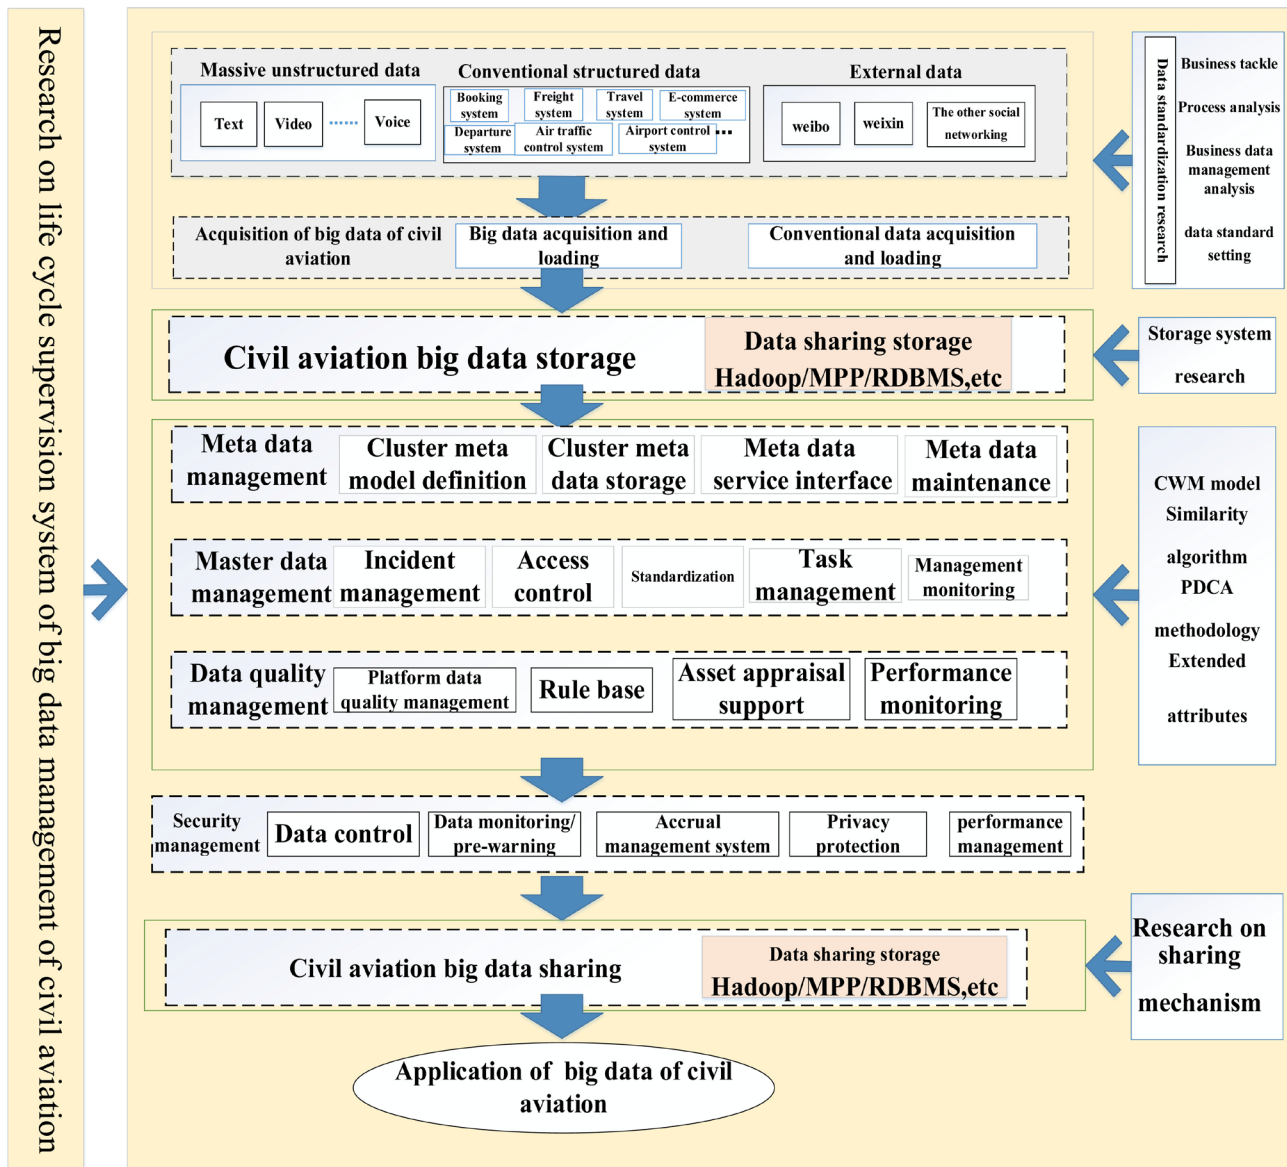 Research on life cycle supervision system of big data management of civil aviation
Massive unstructured data
Text
Video
......
Voice
Conventional structured data
Booking
system
Freight
system
Travel
system
E-commerce
system
Departure
system
Air traffic
control system
Airport control
system
...
External data
weibo
weixin
The other social
networking
Data standardization research
Business tackle
Process analysis
Business data
management
analysis
data standard
setting
Acquisition of big data of civil
aviation
Big data acquisition and
loading
Conventional data acquisition
and loading
Civil aviation big data storage
Data sharing storage
Hadoop/MPP/RDBMS,etc
Storage system
research
Meta data
management
Cluster meta
model definition
Cluster meta
data storage
Meta data
service interface
Meta data
maintenance
Master data
management
Incident
management
Access
control
Standardization
Task
management
Management
monitoring
Data quality
management
Platform data
quality management
Rule base
Asset appraisal
support
Performance
monitoring
CWM model
Similarity
algorithm
PDCA
methodology
Extended
attributes
Security
management
Data control
Data monitoring/
pre-warning
Accrual
management system
Privacy
protection
performance
management
Civil aviation big data sharing
Data sharing storage
Hadoop/MPP/RDBMS,etc
Research on
sharing
mechanism
Application of big data of civil
aviation